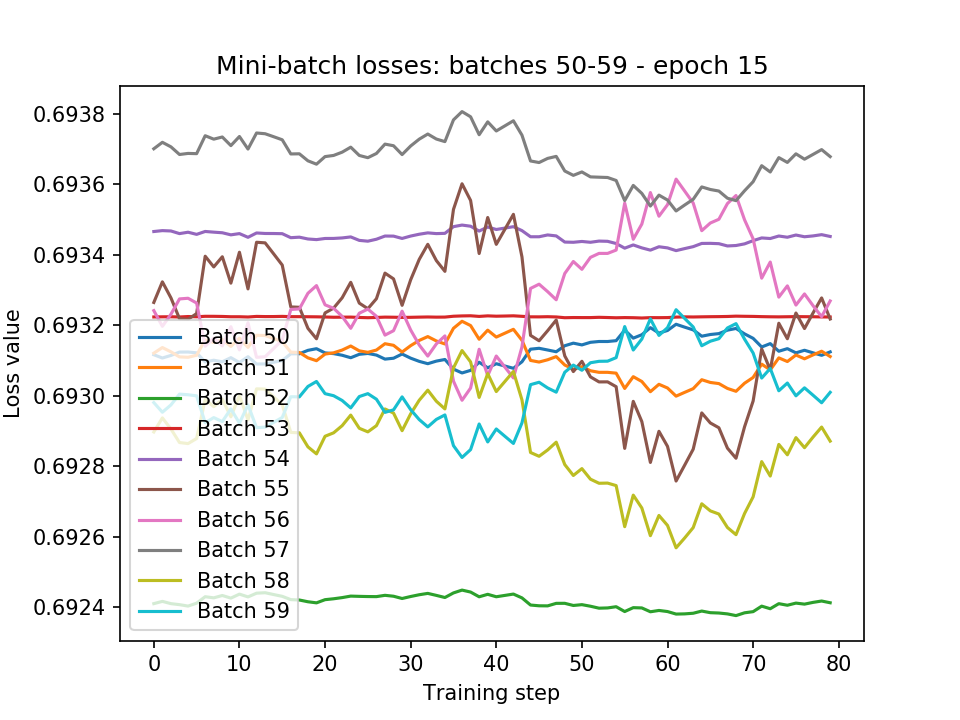 Mini-batch losses: batches 50-59 - epoch 15
Loss value
0.6938
0.6936
0.6934
0.6932
0.6930
0.6928
0.6926
0.6924
Batch 50
Batch 51
Batch 52
Batch 53
Batch 54
Batch 55
Batch 56
Batch 57
Batch 58
Batch 59
0 10 20 30 40 50 60 70 80
Training step